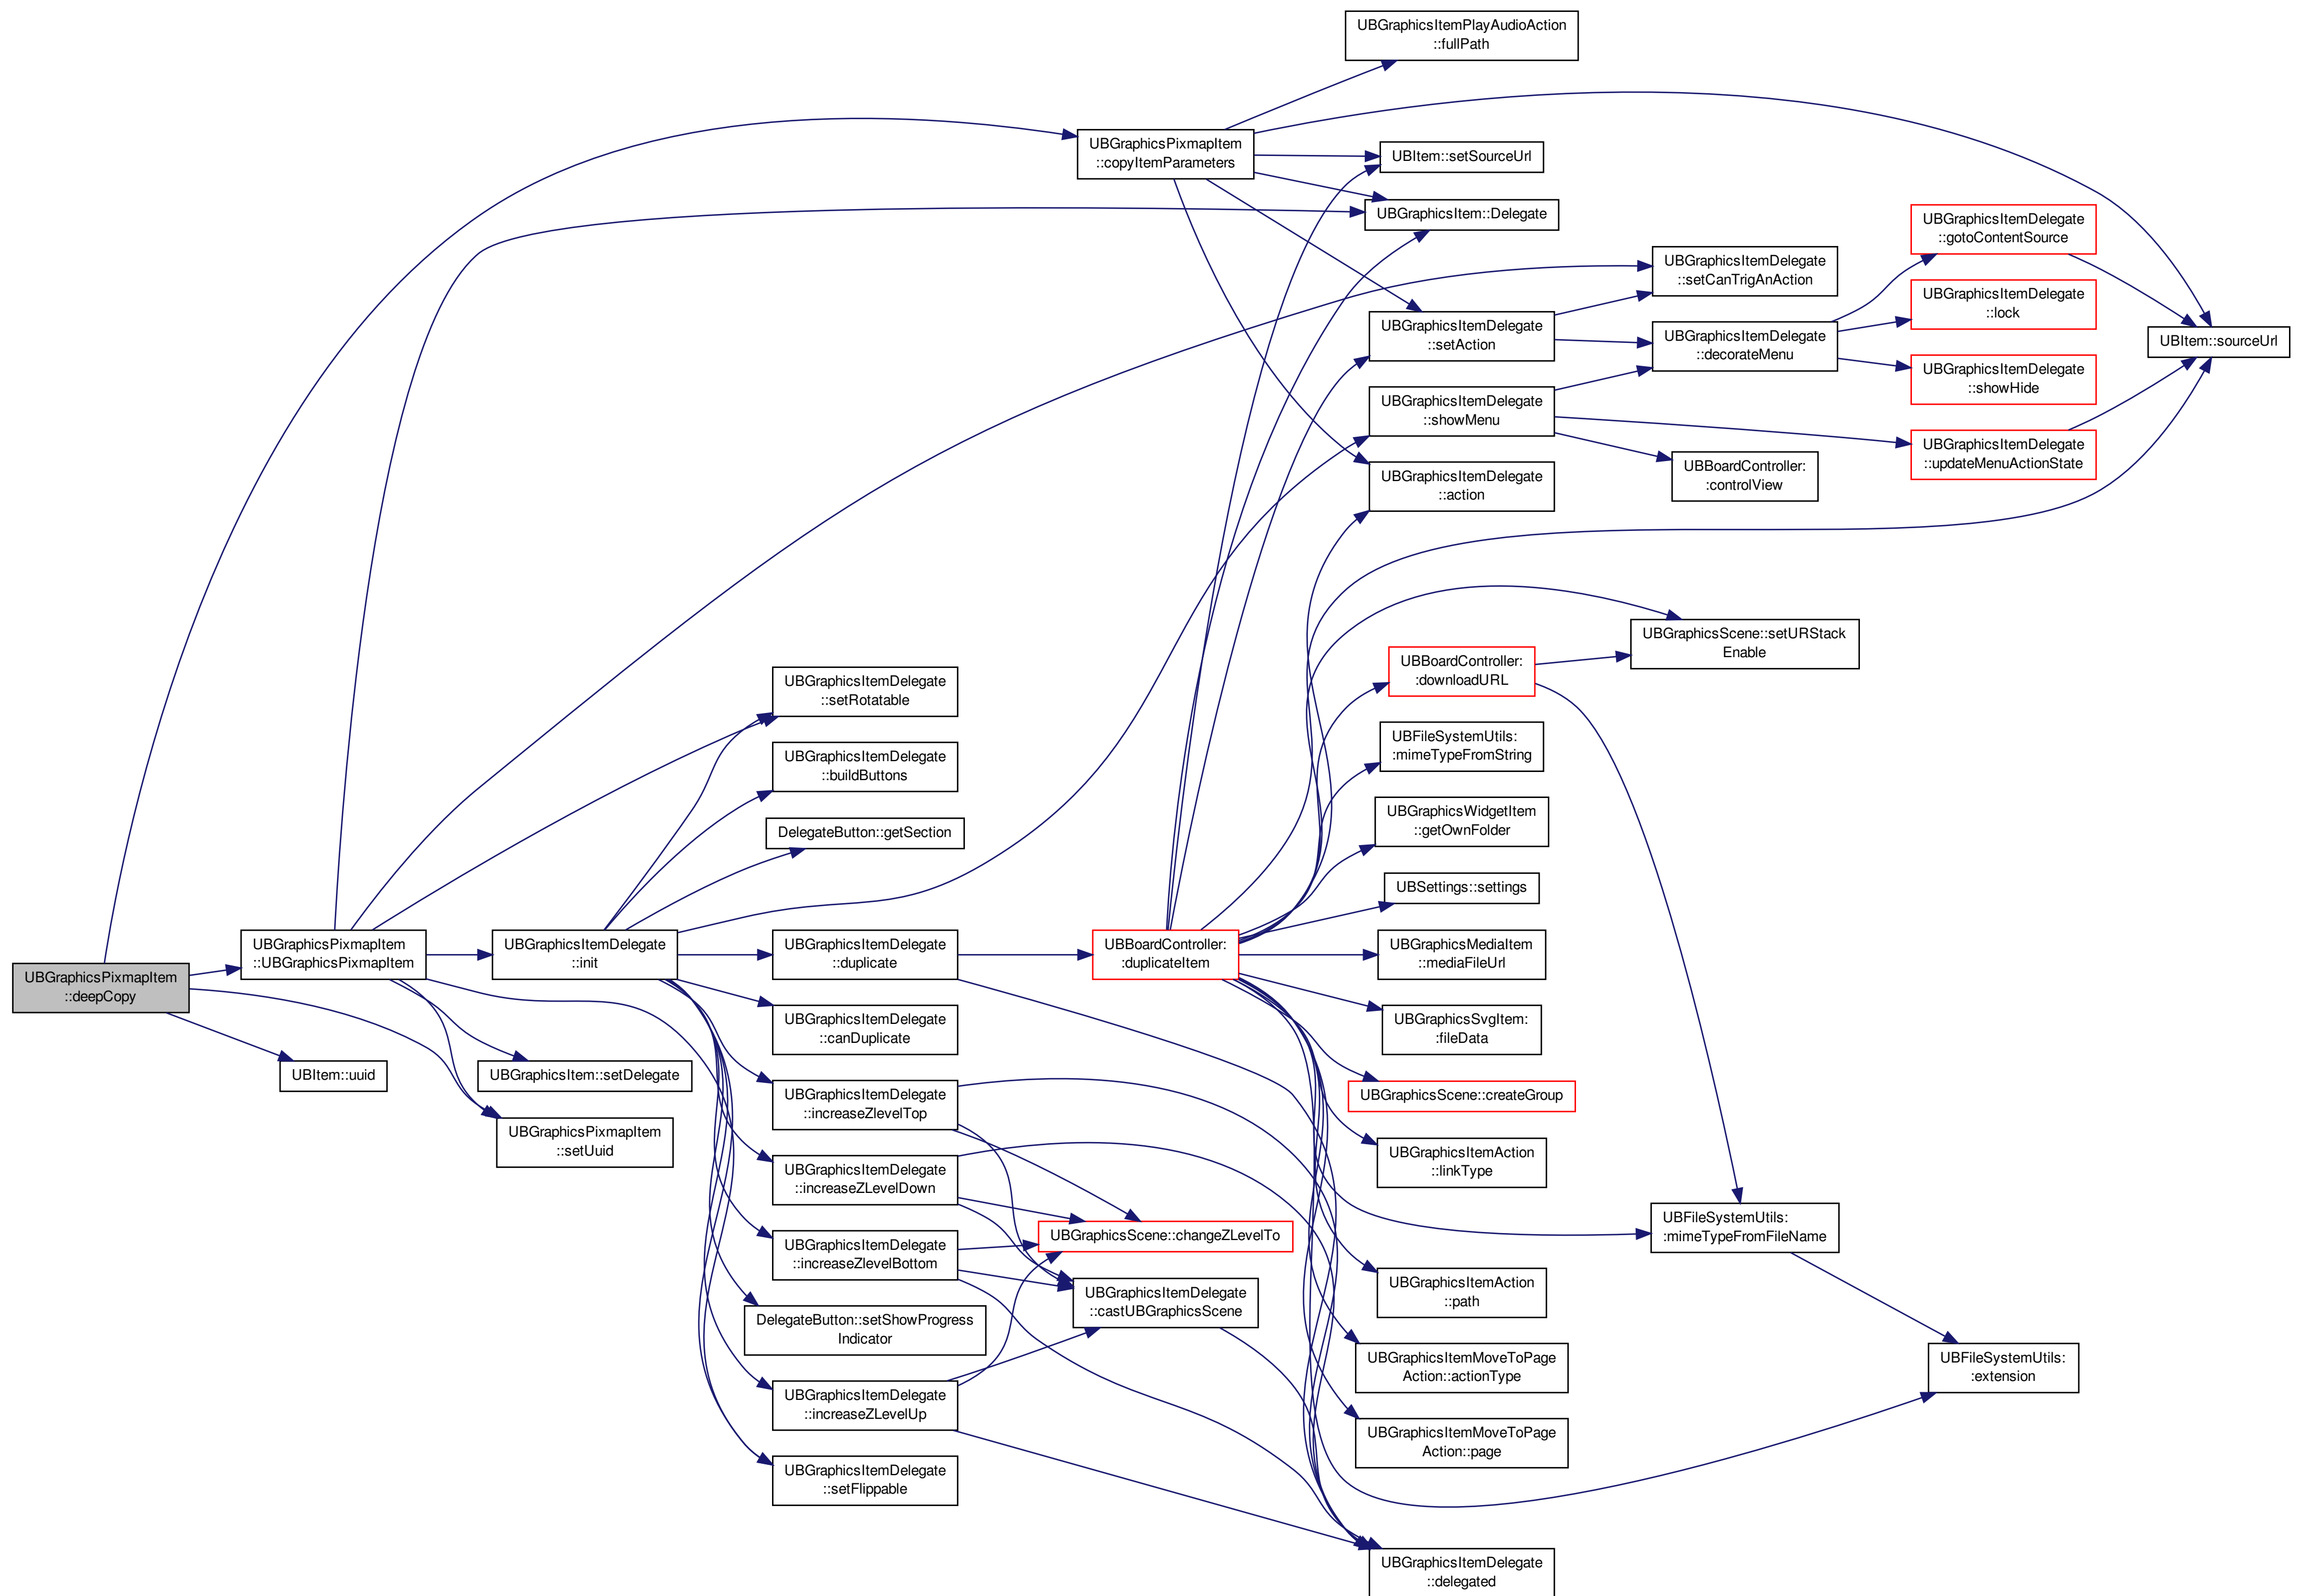 UBGraphicsItemPlayAudioAction
::fullPath
UBGraphicsPixmapItem
::copyItemParameters
UBItem::setSourceUrl
UBGraphicsItem::Delegate
UBGraphicsItemDelegate
::gotoContentSource
UBGraphicsItemDelegate
::setCanTrigAnAction
UBGraphicsItemDelegate
::lock
UBGraphicsItemDelegate
::setAction
UBGraphicsItemDelegate
::decorateMenu
UBItem::sourceUrl
UBGraphicsItemDelegate
::showHide
UBGraphicsItemDelegate
::showMenu
UBGraphicsItemDelegate
::updateMenuActionState
UBBoardController:
:controlView
UBGraphicsItemDelegate
::action
UBGraphicsScene::setURStack
Enable
UBBoardController:
:downloadURL
UBGraphicsItemDelegate
::setRotatable
UBFileSystemUtils:
:mimeTypeFromString
UBGraphicsItemDelegate
::buildButtons
UBGraphicsWidgetItem
::getOwnFolder
DelegateButton::getSection
UBSettings::settings
UBGraphicsPixmapItem
::UBGraphicsPixmapItem
UBGraphicsItemDelegate
::init
UBGraphicsItemDelegate
::duplicate
UBBoardController:
:duplicateItem
UBGraphicsMediaItem
::mediaFileUrl
UBGraphicsPixmapItem
::deepCopy
UBGraphicsItemDelegate
::canDuplicate
UBGraphicsSvgItem:
:fileData
UBItem::uuid
UBGraphicsItem::setDelegate
UBGraphicsItemDelegate
::increaseZlevelTop
UBGraphicsScene::createGroup
UBGraphicsPixmapItem
::setUuid
UBGraphicsItemAction
::linkType
UBGraphicsItemDelegate
::increaseZLevelDown
UBFileSystemUtils:
:mimeTypeFromFileName
UBGraphicsScene::changeZLevelTo
UBGraphicsItemDelegate
::increaseZlevelBottom
UBGraphicsItemDelegate
::castUBGraphicsScene
UBGraphicsItemAction
::path
DelegateButton::setShowProgress
Indicator
UBGraphicsItemMoveToPage
Action::actionType
UBFileSystemUtils:
:extension
UBGraphicsItemDelegate
::increaseZLevelUp
UBGraphicsItemMoveToPage
Action::page
UBGraphicsItemDelegate
::setFlippable
UBGraphicsItemDelegate
::delegated